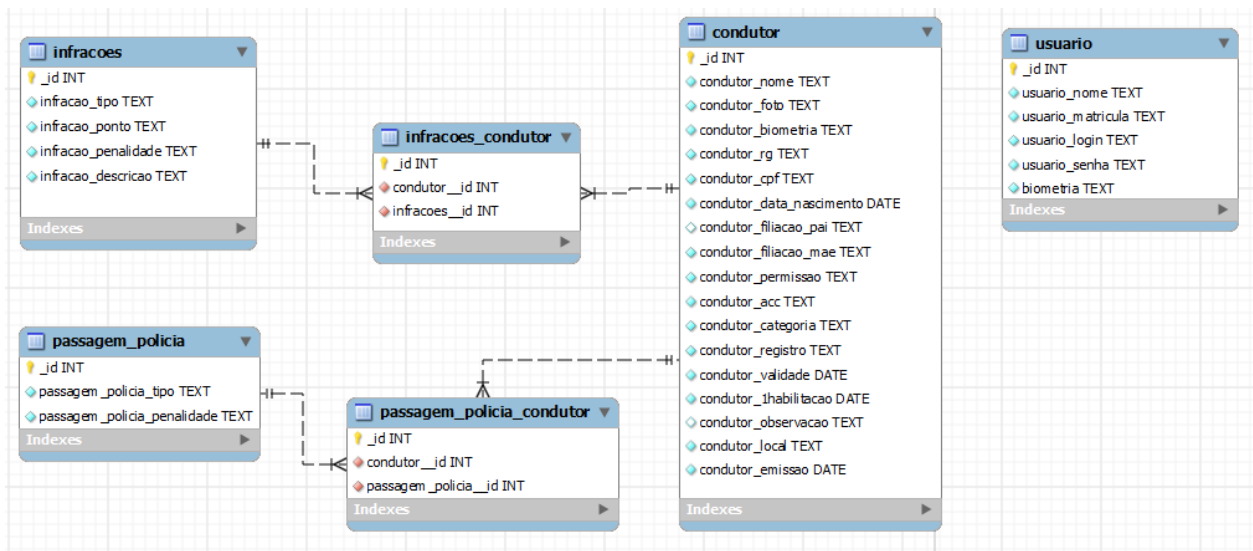 infracoes
_id INT
infracao_tipo TEXT
infracao_ponto TEXT
infracao_penalidade TEXT
infracao_descricao TEXT
Indexes
infracoes_condutor
_id INT
condutor__id INT
infracoes__id INT
Indexes
passagem_policia
_id INT
passagem_policia_tipo TEXT
passagem_policia_penalidade TEXT
Indexes
passagem_policia_condutor
_id INT
condutor__id INT
passagem_policia__id INT
Indexes
condutor
_id INT
condutor_nome TEXT
condutor_foto TEXT
condutor_biometria TEXT
condutor_rg TEXT
condutor_cpf TEXT
condutor_data_nascimento DATE
condutor_filiacao_pai TEXT
condutor_filiacao_mae TEXT
condutor_permissao TEXT
condutor_acc TEXT
condutor_categoria TEXT
condutor_registro TEXT
condutor_validade DATE
condutor_1habilitacao DATE
condutor_observacao TEXT
condutor_local TEXT
condutor_emissao DATE
Indexes
usuario
_id INT
usuario_nome TEXT
usuario_matricula TEXT
usuario_login TEXT
usuario_senha TEXT
biometria TEXT
Indexes